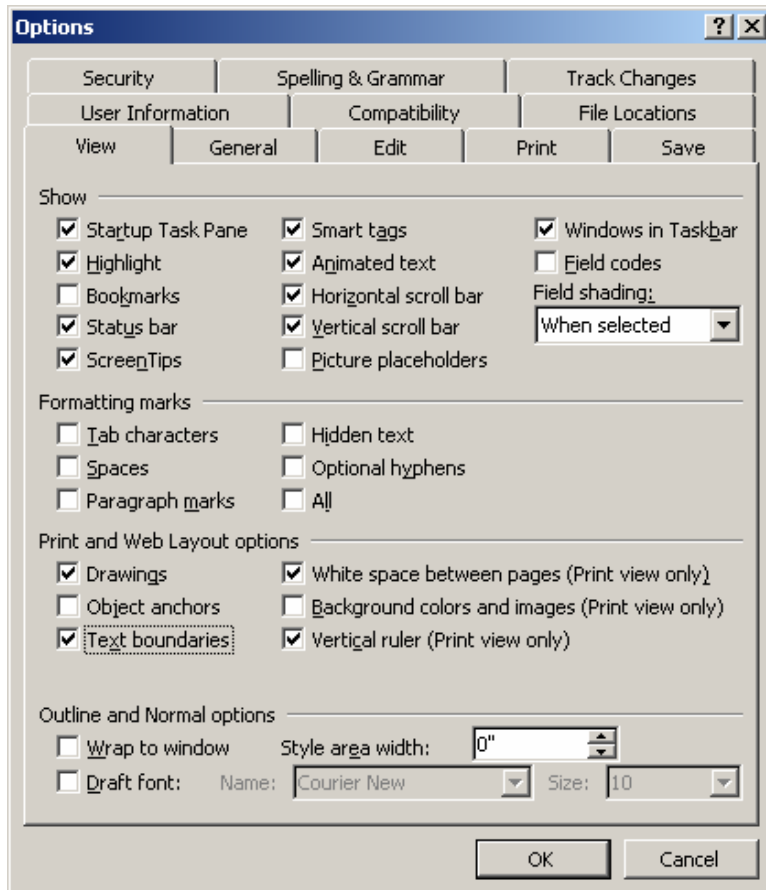 Options
Security Spelling & Grammar Track Changes
User Information Compatibility File Locations
View General Edit Print Save
Show
Startup Task Pane Smart tags Windows in Taskbar
Highlight Animated text Field codes
Bookmarks Horizontal scroll bar Field shading:
Status bar Vertical scroll bar When selected
ScreenTips Picture placeholders
Formatting marks
Tab characters Hidden text
Spaces Optional hyphens
Paragraph marks All
Print and Web Layout options
Drawings White space between pages (Print view only)
Object anchors Background colors and images (Print view only)
Text boundaries Vertical ruler (Print view only)
Outline and Normal options
Wrap to window Style area width: 0"
Draft font: Name: Courier New Size: 10
OK Cancel